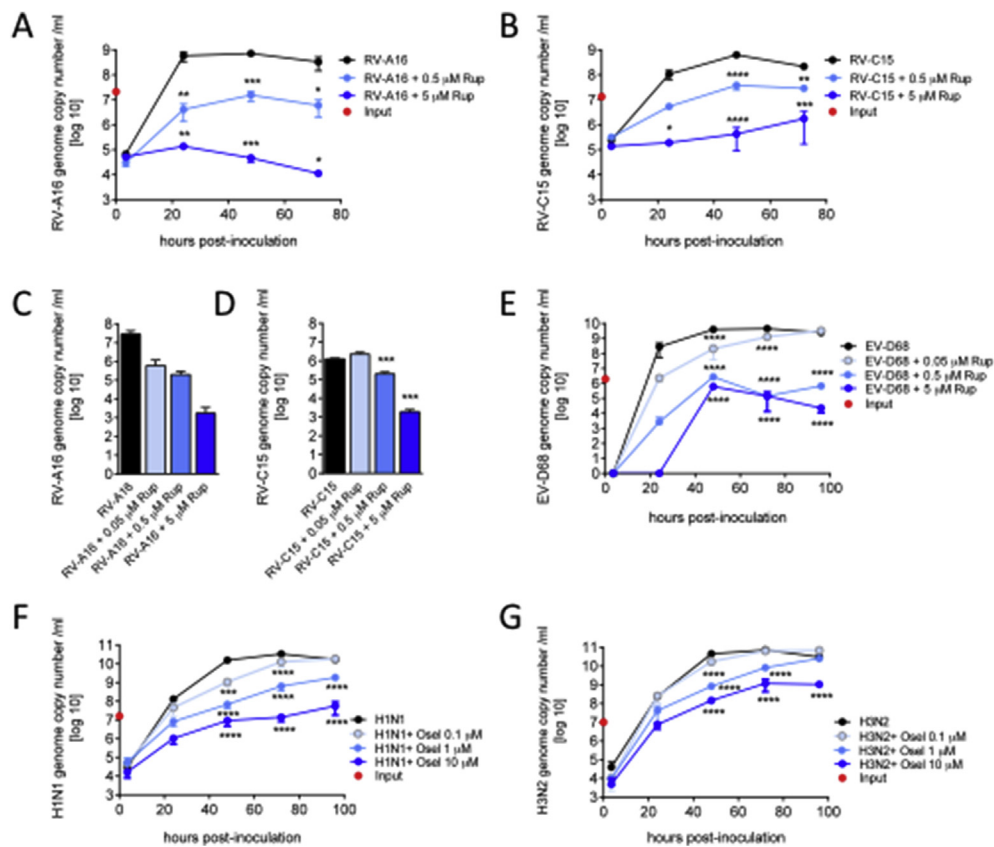 A
RV-A16 genome copy number /ml
[log 10]
9
8
7
6
5
4
3
0 20 40 60 80
hours post-inoculation
** *** *
** *** *
RV-A16
RV-A16 + 0.5 µM Rup
RV-A16 + 5 µM Rup
Input
B
RV-C15 genome copy number /ml
[log 10]
9
8
7
6
5
4
3
0 20 40 60 80
hours post-inoculation
**** **
* **** ***
RV-C15
RV-C15 + 0.5 µM Rup
RV-C15 + 5 µM Rup
Input
C
RV-A16 genome copy number /ml
[log 10]
8
7
6
5
4
3
2
1
0
RV-A16
RV-A16 + 0.05 µM Rup
RV-A16 + 0.5 µM Rup
RV-A16 + 5 µM Rup
D
RV-C15 genome copy number /ml
[log 10]
8
7
6
5
4
3
2
1
0
***
***
RV-C15
RV-C15 + 0.05 µM Rup
RV-C15 + 0.5 µM Rup
RV-C15 + 5 µM Rup
E
EV-D68 genome copy number /ml
[log 10]
10
9
8
7
6
5
4
3
2
1
0
0 20 40 60 80 100
hours post-inoculation
**** ****
**** **** ****
**** **** ****
EV-D68
EV-D68 + 0.05 µM Rup
EV-D68 + 0.5 µM Rup
EV-D68 + 5 µM Rup
Input
F
H1N1 genome copy number /ml
[log 10]
11
10
9
8
7
6
5
4
3
0 20 40 60 80 100
hours post-inoculation
*** ****
**** **** ****
**** **** ****
H1N1
H1N1+ Osel 0.1 µM
H1N1+ Osel 1 µM
H1N1+ Osel 10 µM
Input
G
H3N2 genome copy number /ml
[log 10]
11
10
9
8
7
6
5
4
3
0 20 40 60 80 100
hours post-inoculation
****
**** ****
**** **** ****
H3N2
H3N2+ Osel 0.1 µM
H3N2+ Osel 1 µM
H3N2+ Osel 10 µM
Input